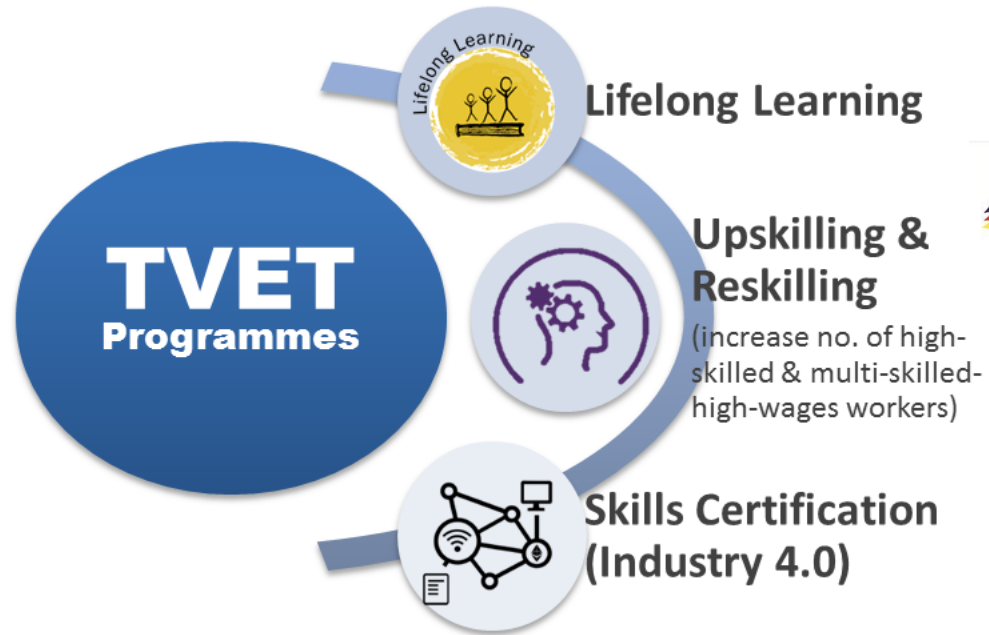 TVET
Programmes
Lifelong Learning
Lifelong Learning
Upskilling &
Reskilling
(increase no. of high-
skilled & multi-skilled-
high-wages workers)
Skills Certification
(Industry 4.0)